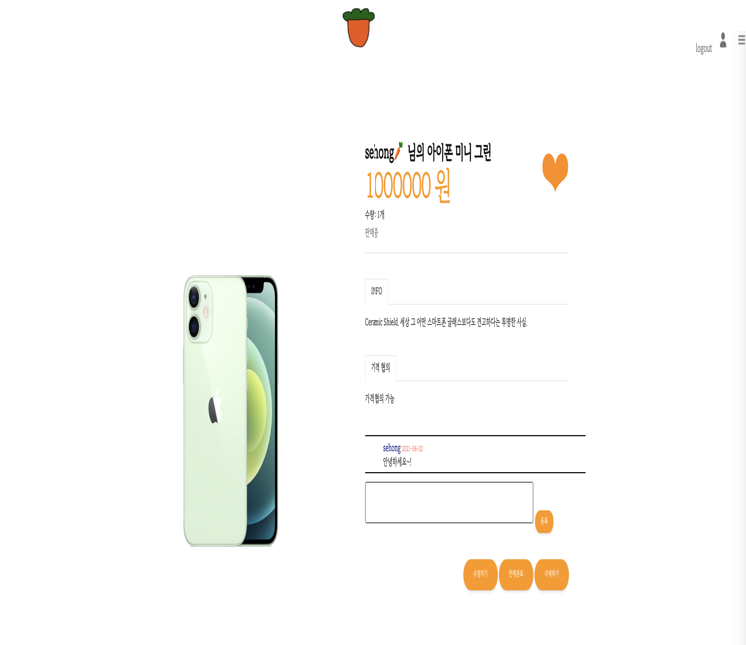 logout
sehong🥕 님의 아이폰 미니 그린
1000000 원
수량: 1개
판매중
INFO
Ceramic Shield, 세상 그 어떤 스마트폰 글래스보다도 견고하다는 투명한 사실.
가격 협의
가격협의 가능
sehong 2021-06-02
안녕하세요~!
등록
수정하기 판매완료 삭제하기